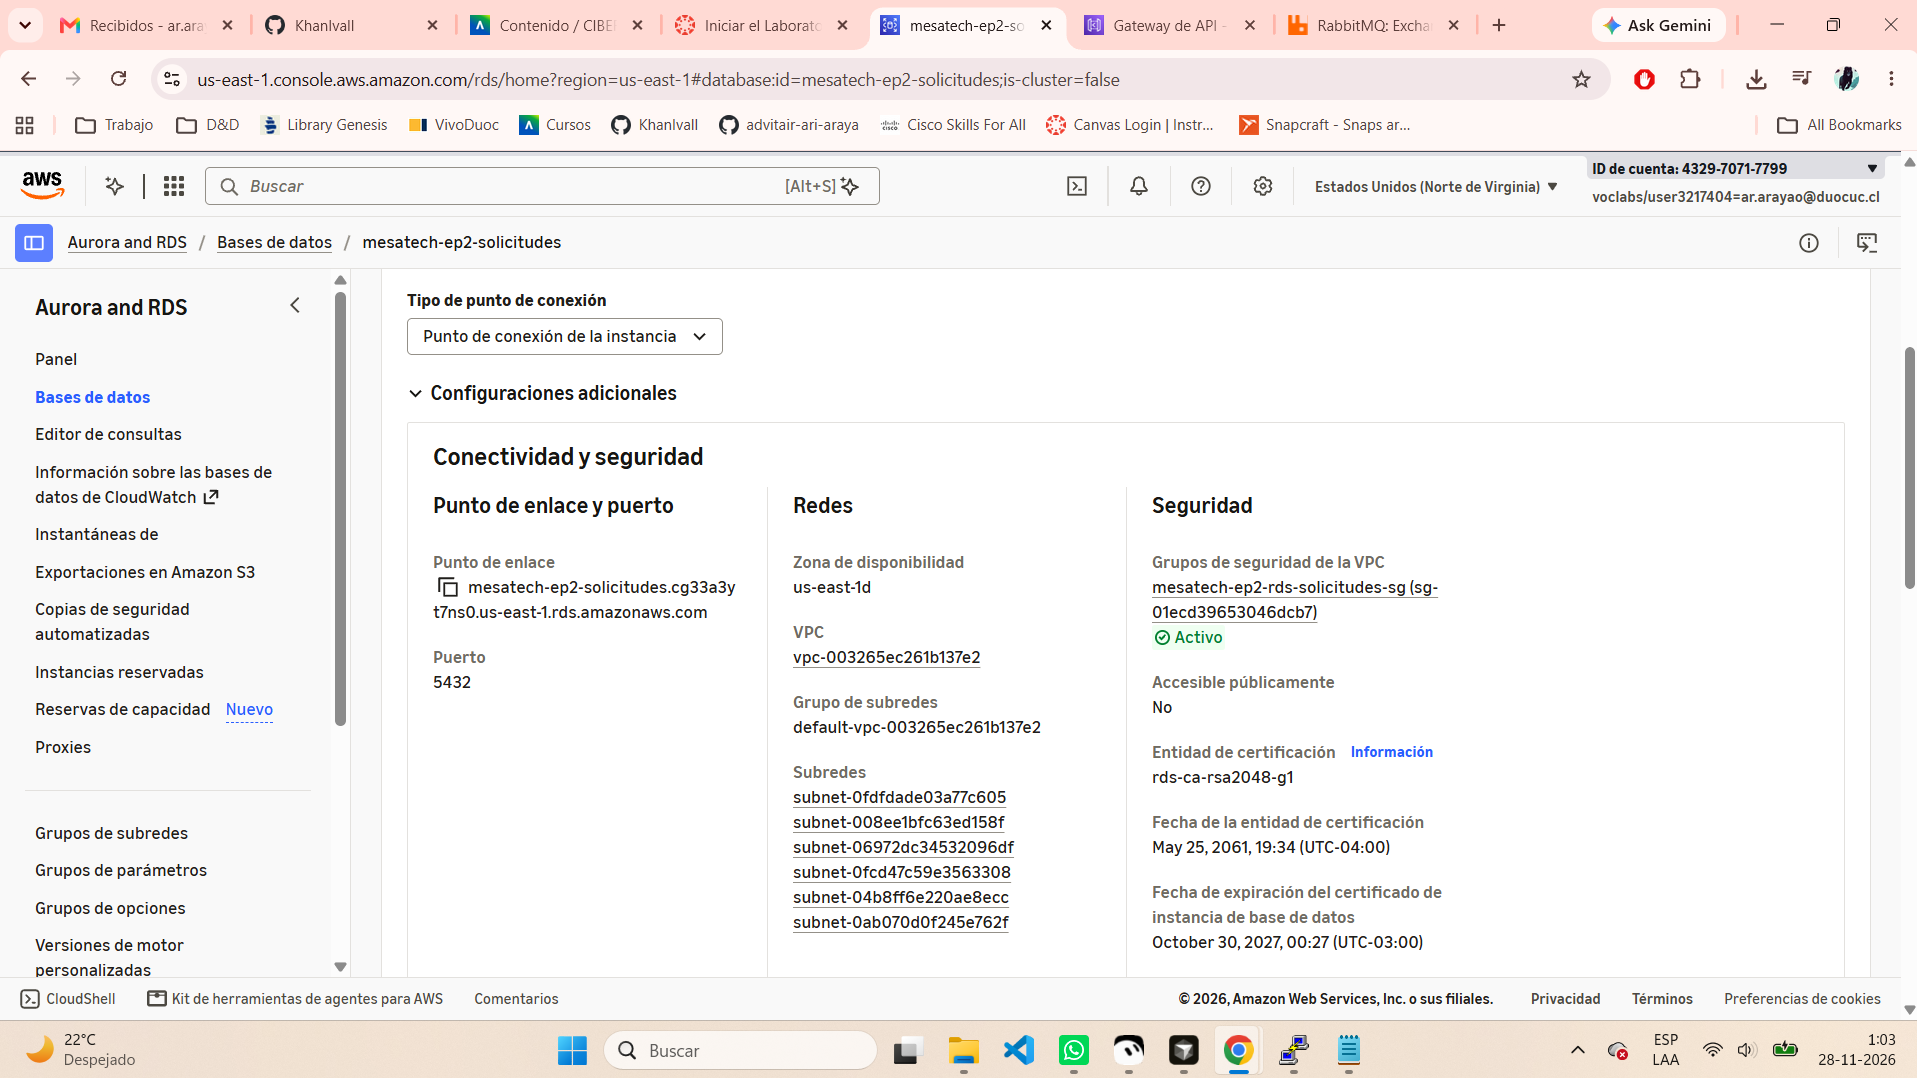 Recibidos - ar.ara
KhanIvall
Contenido / CIBE
Iniciar el Laborato
mesatech-ep2-so
Gateway de API -
RabbitMQ: Excha
Ask Gemini
us-east-1.console.aws.amazon.com/rds/home?region=us-east-1#database:id=mesatech-ep2-solicitudes;is-cluster=false
Trabajo
D&D
Library Genesis
VivoDuoc
Cursos
KhanIvall
advitair-ari-araya
Cisco Skills For All
Canvas Login | Instr...
Snapcraft - Snaps ar...
All Bookmarks
aws
Buscar
[Alt+S]
Estados Unidos (Norte de Virginia)
ID de cuenta: 4329-7071-7799
voclabs/user3217404=ar.arayao@duocuc.cl
Aurora and RDS / Bases de datos / mesatech-ep2-solicitudes
Aurora and RDS
Panel
Bases de datos
Editor de consultas
Información sobre las bases de
datos de CloudWatch
Instantáneas de
Exportaciones en Amazon S3
Copias de seguridad
automatizadas
Instancias reservadas
Reservas de capacidad Nuevo
Proxies
Grupos de subredes
Grupos de parámetros
Grupos de opciones
Versiones de motor
personalizadas
Tipo de punto de conexión
Punto de conexión de la instancia
Configuraciones adicionales
Conectividad y seguridad
Punto de enlace y puerto
Punto de enlace
mesatech-ep2-solicitudes.cg33a3y
t7ns0.us-east-1.rds.amazonaws.com
Puerto
5432
Redes
Zona de disponibilidad
us-east-1d
VPC
vpc-003265ec261b137e2
Grupo de subredes
default-vpc-003265ec261b137e2
Subredes
subnet-0fdfdade03a77c605
subnet-008ee1bfc63ed158f
subnet-06972dc34532096df
subnet-0fcd47c59e3563308
subnet-04b8ff6e220ae8ecc
subnet-0ab070d0f245e762f
Seguridad
Grupos de seguridad de la VPC
mesatech-ep2-rds-solicitudes-sg (sg-
01ecd39653046dcb7)
Activo
Accesible públicamente
No
Entidad de certificación Información
rds-ca-rsa2048-g1
Fecha de la entidad de certificación
May 25, 2061, 19:34 (UTC-04:00)
Fecha de expiración del certificado de
instancia de base de datos
October 30, 2027, 00:27 (UTC-03:00)
CloudShell
Kit de herramientas de agentes para AWS
Comentarios
© 2026, Amazon Web Services, Inc. o sus filiales.
Privacidad
Términos
Preferencias de cookies
22°C
Despejado
Buscar
ESP
LAA
1:03
28-11-2026